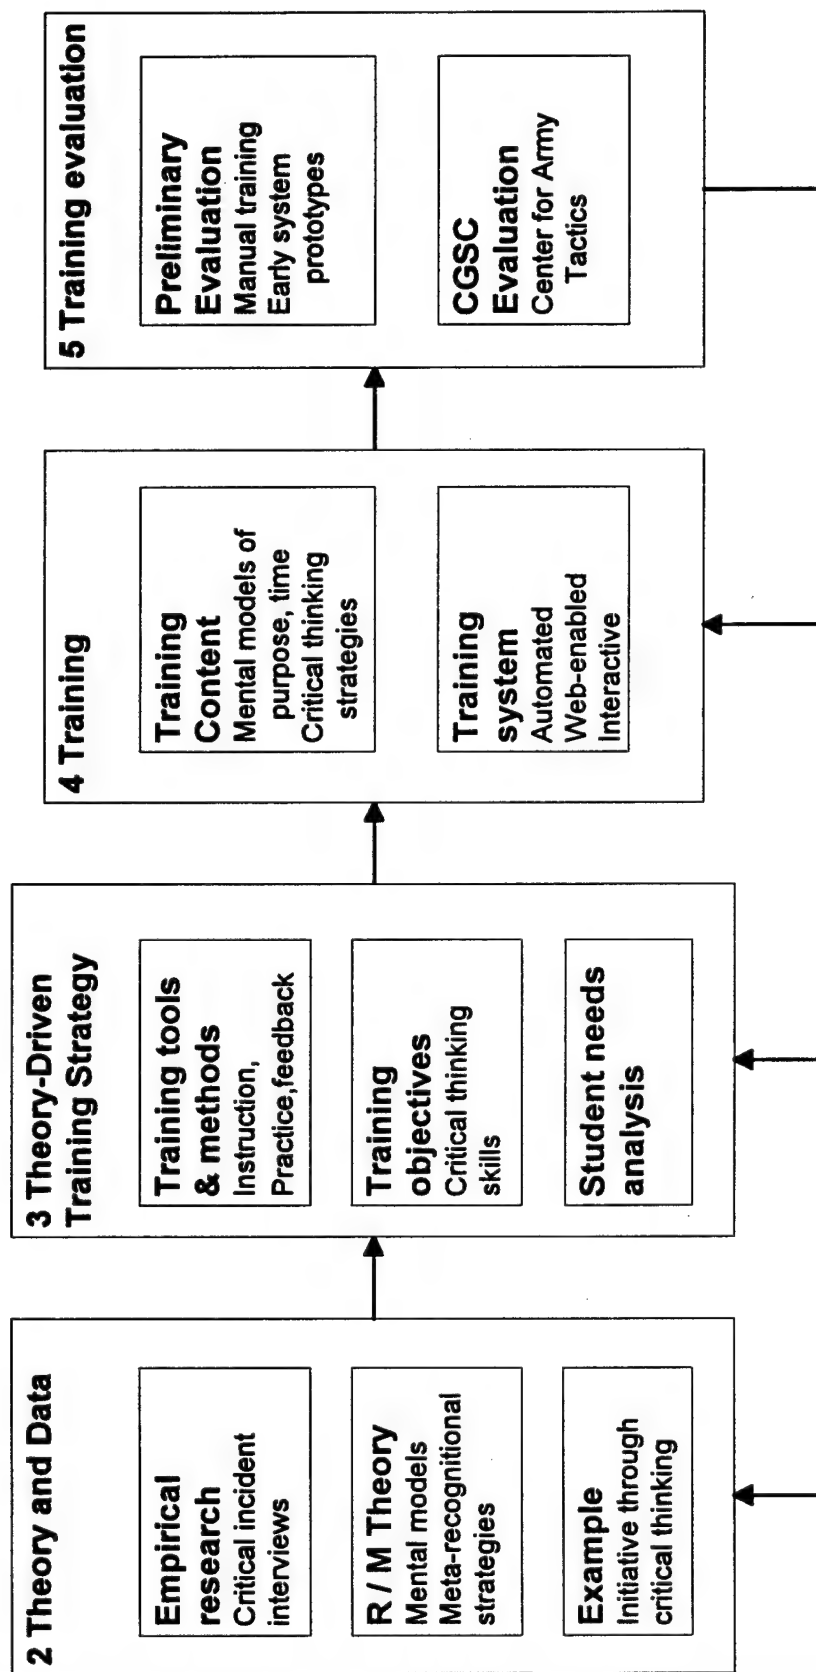 2 Theory and Data
Empirical
research
Critical incident
interviews
R / M Theory
Mental models
Meta-recognitional
strategies
Example
Initiative through
critical thinking
3 Theory-Driven
Training Strategy
Training tools
& methods
Instruction,
Practice,feedback
Training
objectives
Critical thinking
skills
Student needs
analysis
4 Training
Training
Content
Mental models of
purpose, time
Critical thinking
strategies
Training
system
Automated
Web-enabled
Interactive
5 Training evaluation
Preliminary
Evaluation
Manual training
Early system
prototypes
CGSC
Evaluation
Center for Army
Tactics